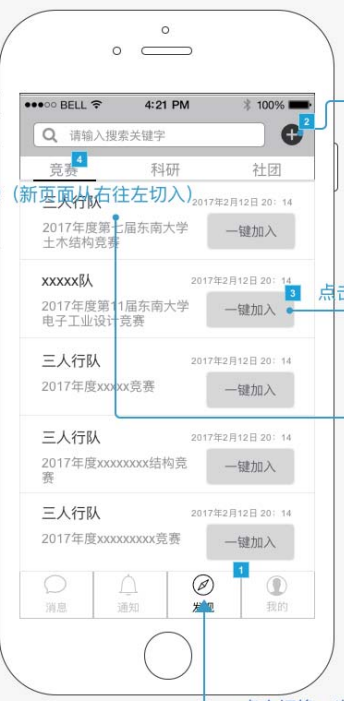 BELL 4:21 PM 100%
请输入搜索关键字
2
4
竞赛 科研 社团
(新页面从右往左切入)
三人行队 2017年2月12日 20：14
2017年度第七届东南大学
土木结构竞赛
一键加入
xxxxx队 2017年2月12日 20：14
3
点击
2017年度第11届东南大学
电子工业设计竞赛
一键加入
三人行队 2017年2月12日 20：14
2017年度xxxxx竞赛
一键加入
三人行队 2017年2月12日 20：14
2017年度xxxxxxxx结构竞
赛
一键加入
三人行队 2017年2月12日 20：14
2017年度xxxxxxxxx竞赛
一键加入
1
消息 通知 发现 我的